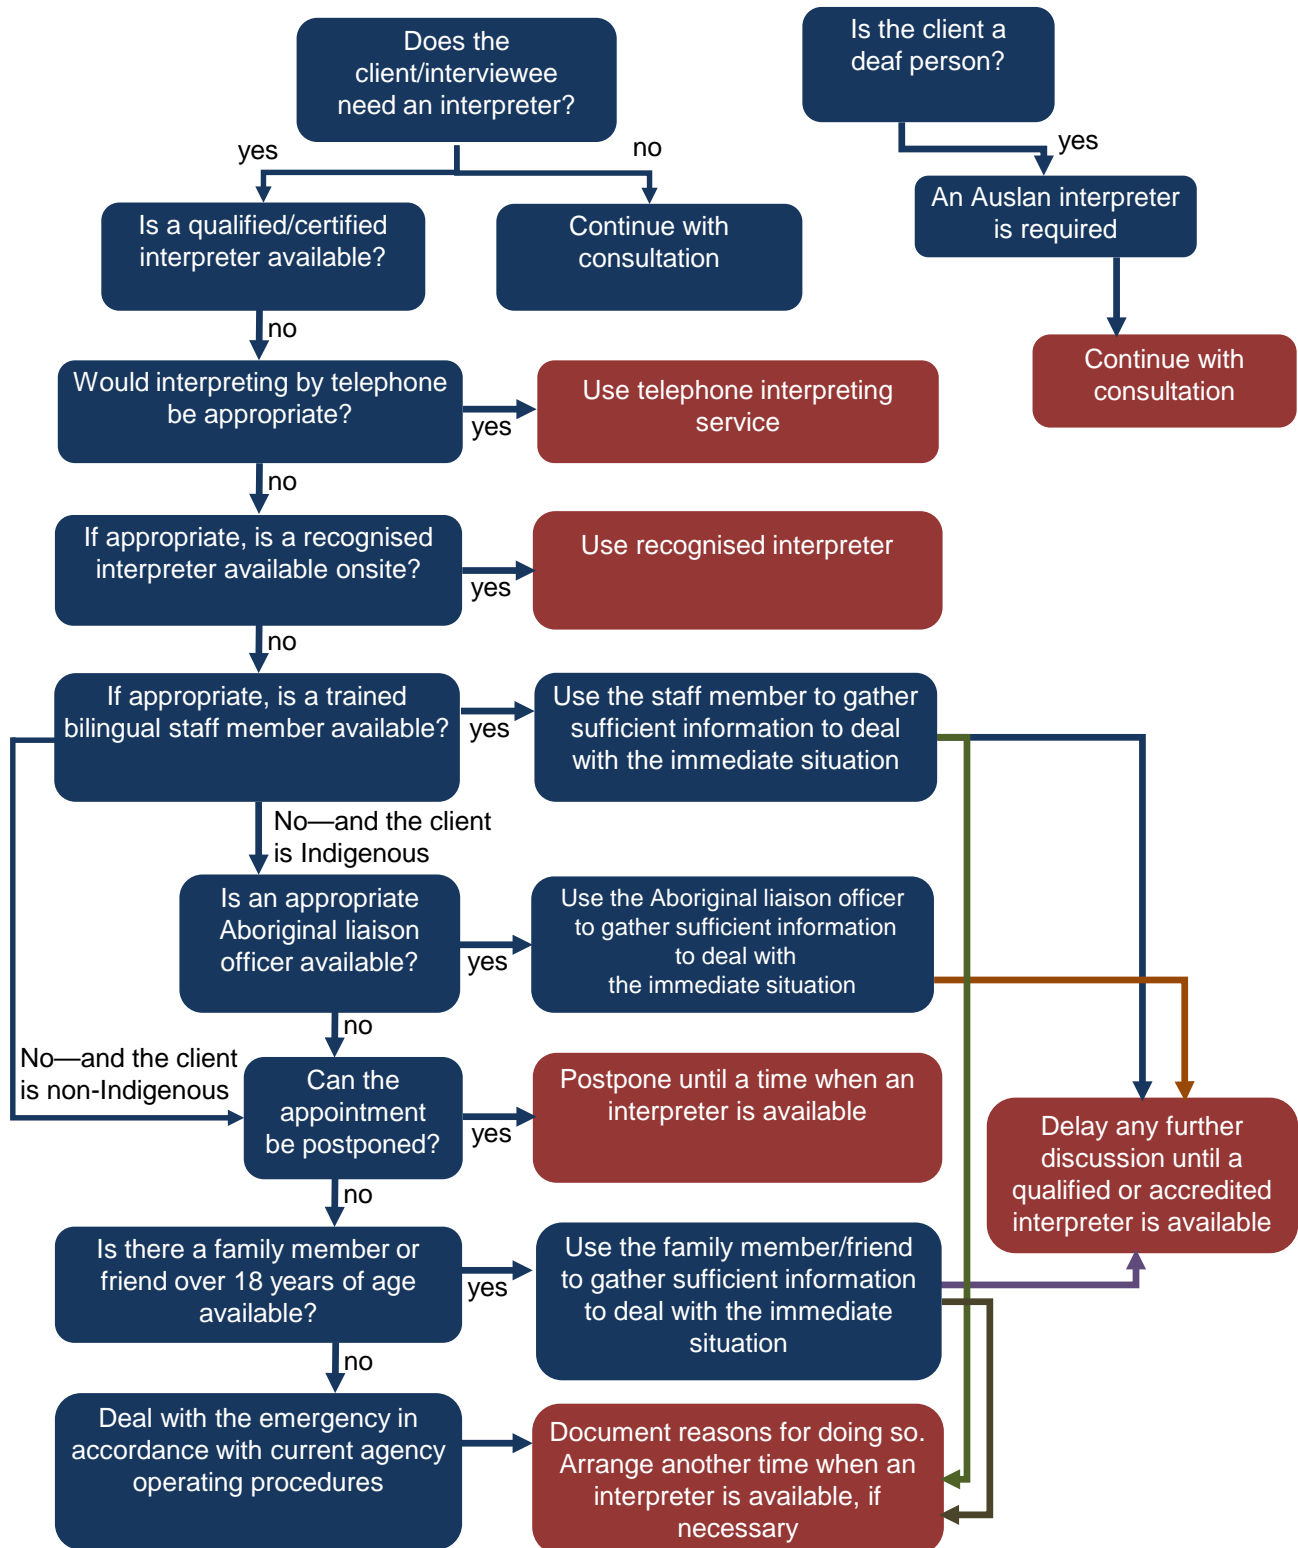 Does the
client/interviewee
need an interpreter?
Is the client a
deaf person?
yes
no
yes
Is a qualified/certified
interpreter available?
Continue with
consultation
An Auslan interpreter
is required
no
Continue with
consultation
Would interpreting by telephone
be appropriate?
yes
Use telephone interpreting
service
no
If appropriate, is a recognised
interpreter available onsite?
yes
Use recognised interpreter
no
If appropriate, is a trained
bilingual staff member available?
yes
Use the staff member to gather
sufficient information to deal
with the immediate situation
No—and the client
is Indigenous
Is an appropriate
Aboriginal liaison
officer available?
yes
Use the Aboriginal liaison officer
to gather sufficient information
to deal with
the immediate situation
no
No—and the client
is non-Indigenous
Can the
appointment
be postponed?
yes
Postpone until a time when an
interpreter is available
Delay any further
discussion until a
qualified or accredited
interpreter is available
no
Is there a family member or
friend over 18 years of age
available?
yes
Use the family member/friend
to gather sufficient information
to deal with the immediate
situation
no
Deal with the emergency in
accordance with current agency
operating procedures
Document reasons for doing so.
Arrange another time when an
interpreter is available, if
necessary